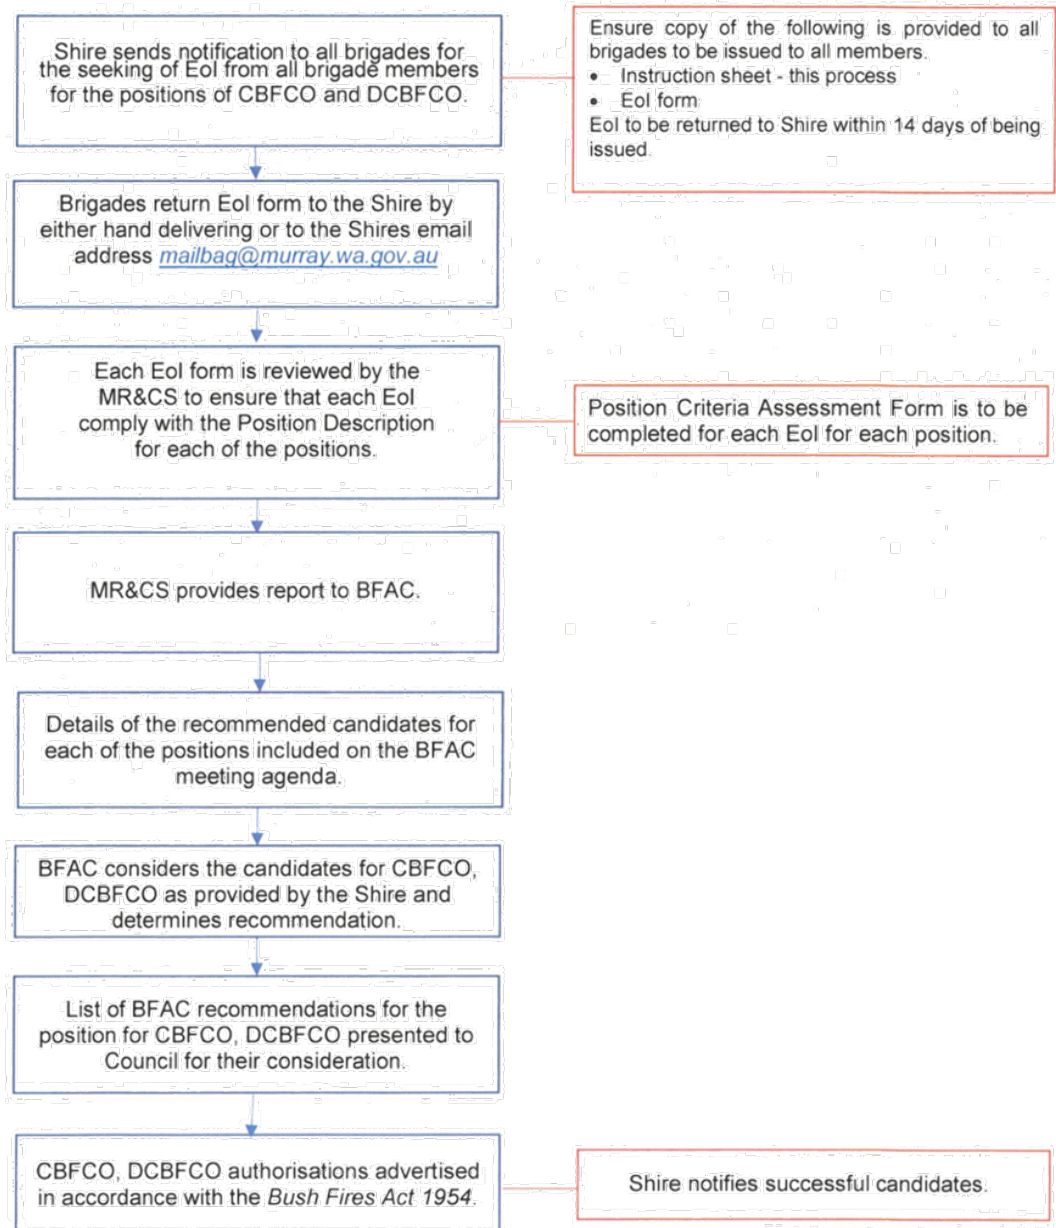 Shire sends notification to all brigades for
the seeking of EoI from all brigade members
for the positions of CBFCO and DCBFCO.
Ensure copy of the following is provided to all
brigades to be issued to all members.
• Instruction sheet - this process
• EoI form
EoI to be returned to Shire within 14 days of being
issued.
Brigades return EoI form to the Shire by
either hand delivering or to the Shires email
address mailbag@murray.wa.gov.au
Each EoI form is reviewed by the
MR&CS to ensure that each EoI
comply with the Position Description
for each of the positions.
Position Criteria Assessment Form is to be
completed for each EoI for each position.
MR&CS provides report to BFAC.
Details of the recommended candidates for
each of the positions included on the BFAC
meeting agenda.
BFAC considers the candidates for CBFCO,
DCBFCO as provided by the Shire and
determines recommendation.
List of BFAC recommendations for the
position for CBFCO, DCBFCO presented to
Council for their consideration.
CBFCO, DCBFCO authorisations advertised
in accordance with the Bush Fires Act 1954.
Shire notifies successful candidates.